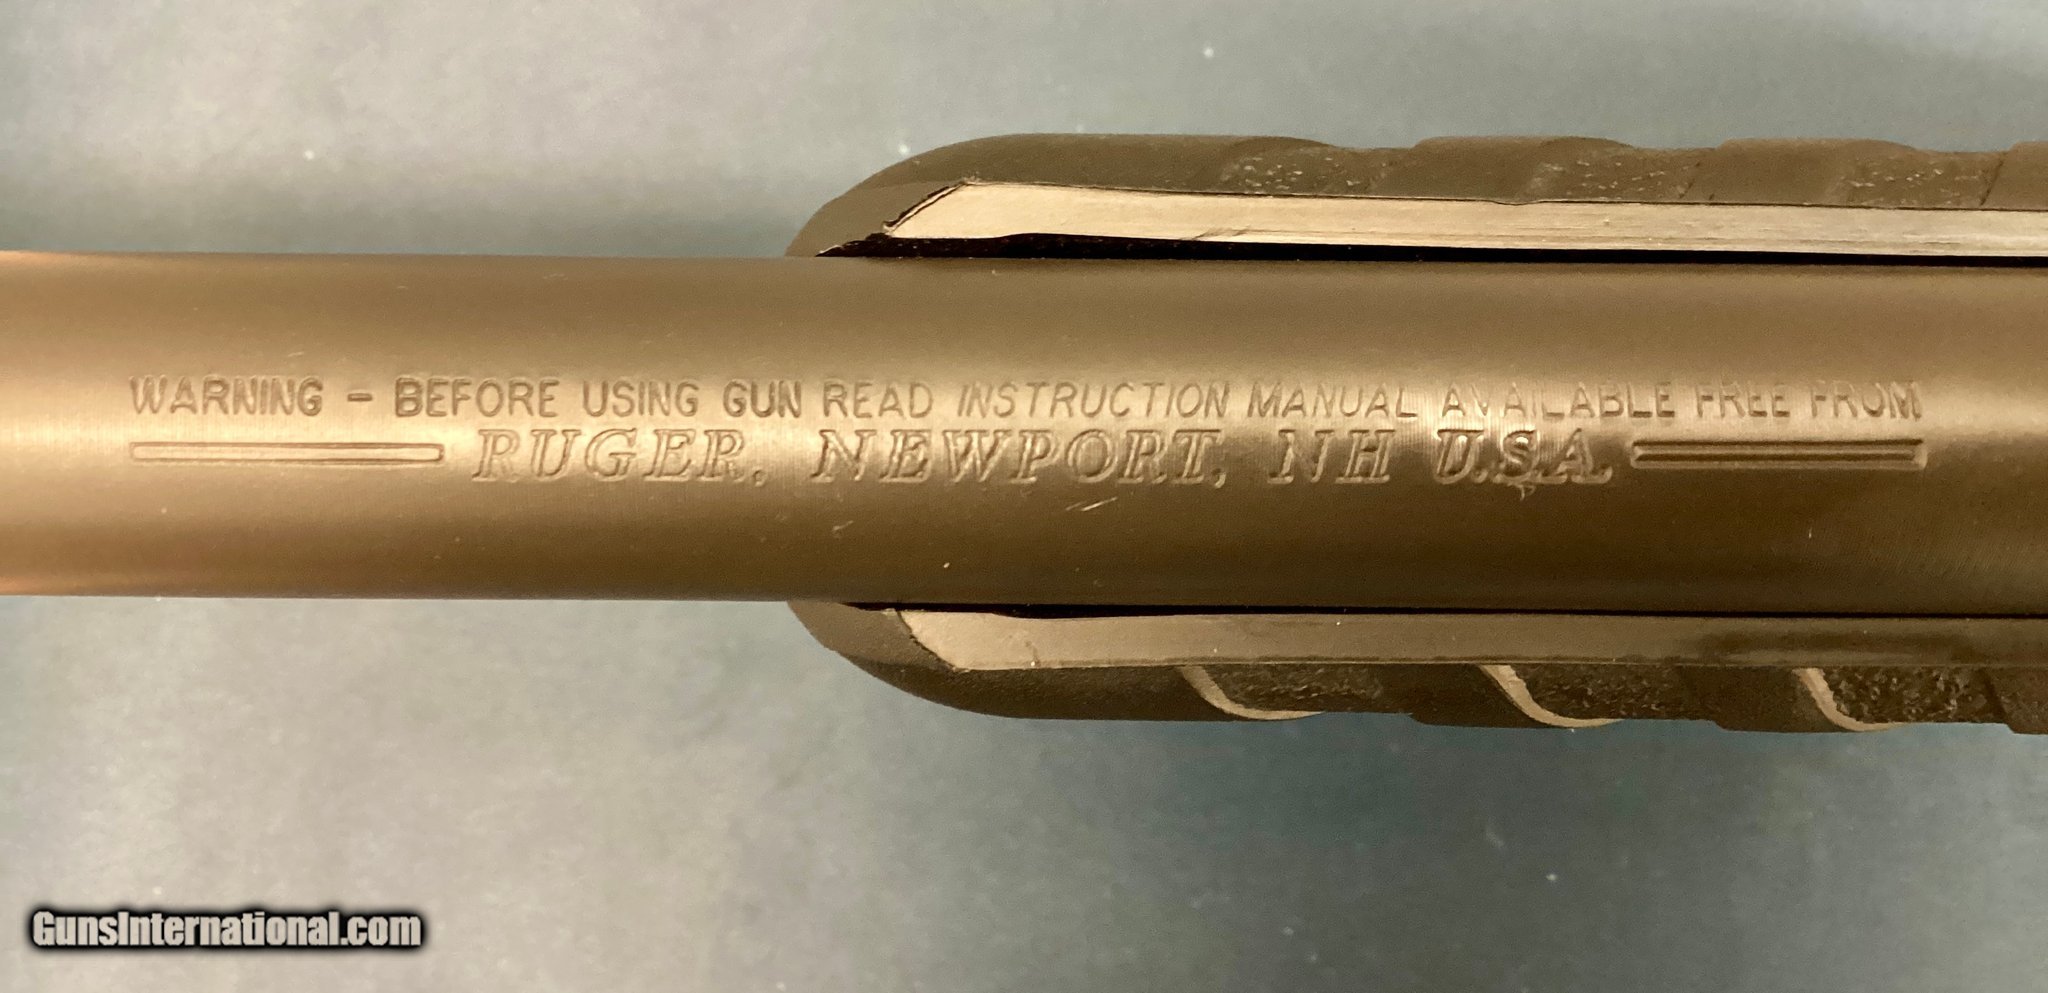 WARNING - BEFORE USING GUN READ INSTRUCTION MANUAL AVAILABLE FREE FROM
RUGER, NEWPORT, NH U.S.A.
GunsInternational.com